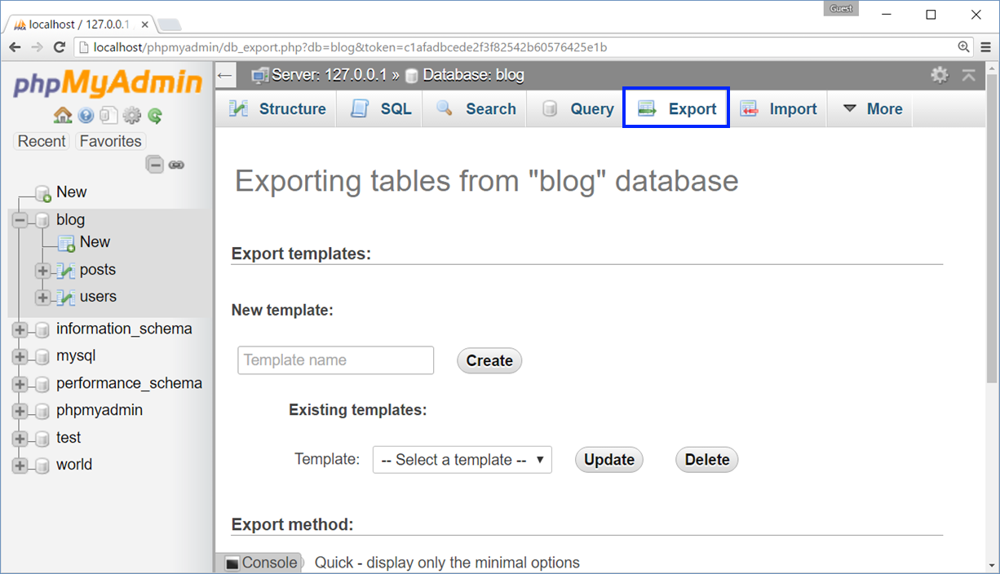 Guest
localhost / 127.0.0.1
localhost/phpmyadmin/db_export.php?db=blog&token=c1afadbcede2f3f82542b60576425e1b
phpMyAdmin
Recent
Favorites
New
blog
New
posts
users
information_schema
mysql
performance_schema
phpmyadmin
test
world
Server: 127.0.0.1 » Database: blog
Structure
SQL
Search
Query
Export
Import
More
Exporting tables from "blog" database
Export templates:
New template:
Template name
Create
Existing templates:
Template:
-- Select a template --
Update
Delete
Export method:
Console
Quick - display only the minimal options